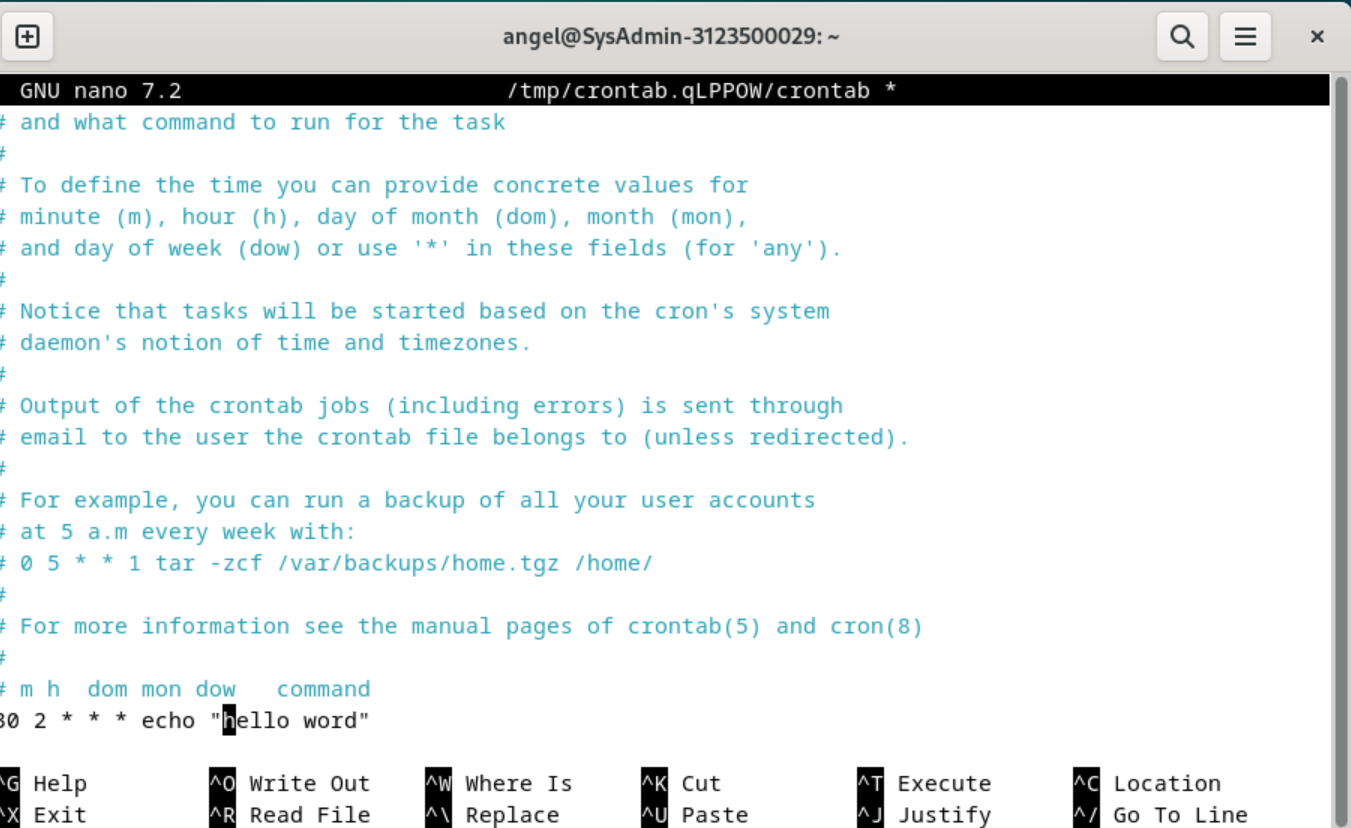 angel@SysAdmin-3123500029: ~
GNU nano 7.2 /tmp/crontab.qLPPOW/crontab *
# and what command to run for the task
#
# To define the time you can provide concrete values for
# minute (m), hour (h), day of month (dom), month (mon),
# and day of week (dow) or use '*' in these fields (for 'any').
#
# Notice that tasks will be started based on the cron's system
# daemon's notion of time and timezones.
#
# Output of the crontab jobs (including errors) is sent through
# email to the user the crontab file belongs to (unless redirected).
#
# For example, you can run a backup of all your user accounts
# at 5 a.m every week with:
# 0 5 * * 1 tar -zcf /var/backups/home.tgz /home/
#
# For more information see the manual pages of crontab(5) and cron(8)
#
# m h  dom mon dow   command
30 2 * * * echo "hello word"
^G Help ^O Write Out ^W Where Is ^K Cut ^T Execute ^C Location
^X Exit ^R Read File ^\ Replace ^U Paste ^J Justify ^/ Go To Line